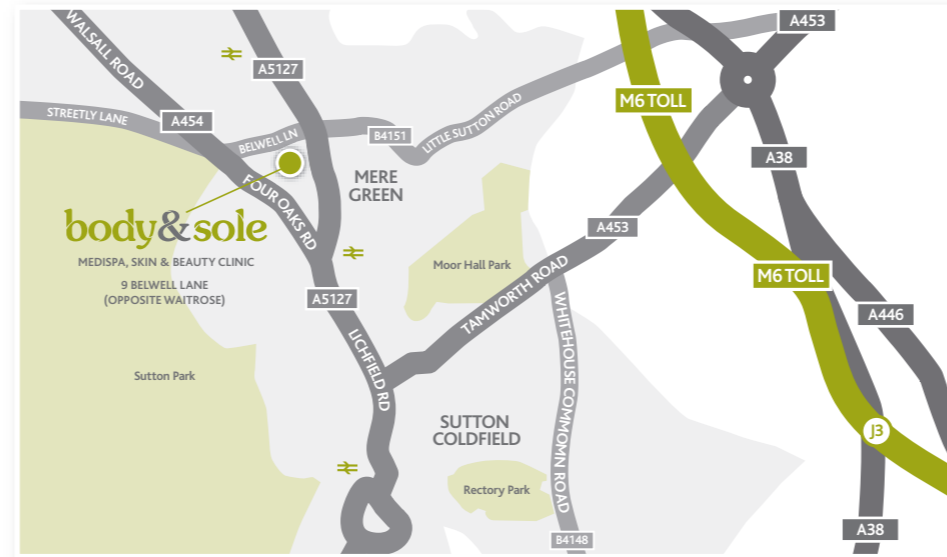 WALSALL ROAD
A453
A5127
M6 TOLL
STREETLY LANE
A454
BELWELL LN
B4151
LITTLE SUTTON ROAD
A38
MERE
GREEN
FOUR OAKS RD
body&sole
MEDISPA, SKIN & BEAUTY CLINIC
9 BELWELL LANE
(OPPOSITE WAITROSE)
A453
Moor Hall Park
M6 TOLL
A5127
TAMWORTH ROAD
A446
WHITEHOUSE COMMOMN ROAD
LICHFIELD RD
Sutton Park
SUTTON
COLDFIELD
J3
Rectory Park
A38
B4148